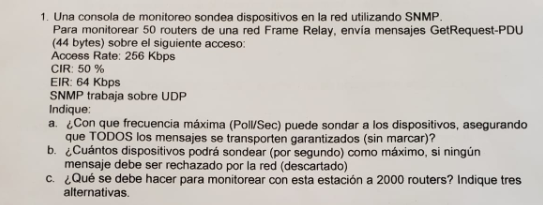 1. Una consola de monitoreo sondea dispositivos en la red utilizando SNMP.
Para monitorear 50 routers de una red Frame Relay, envía mensajes GetRequest-PDU
(44 bytes) sobre el siguiente acceso:
Access Rate: 256 Kbps
CIR: 50 %
EIR: 64 Kbps
SNMP trabaja sobre UDP
Indique:
a. ¿Con que frecuencia máxima (Poll/Sec) puede sondar a los dispositivos, asegurando
que TODOS los mensajes se transporten garantizados (sin marcar)?
b. ¿Cuántos dispositivos podrá sondear (por segundo) como máximo, si ningún
mensaje debe ser rechazado por la red (descartado)
c. ¿Qué se debe hacer para monitorear con esta estación a 2000 routers? Indique tres
alternativas.